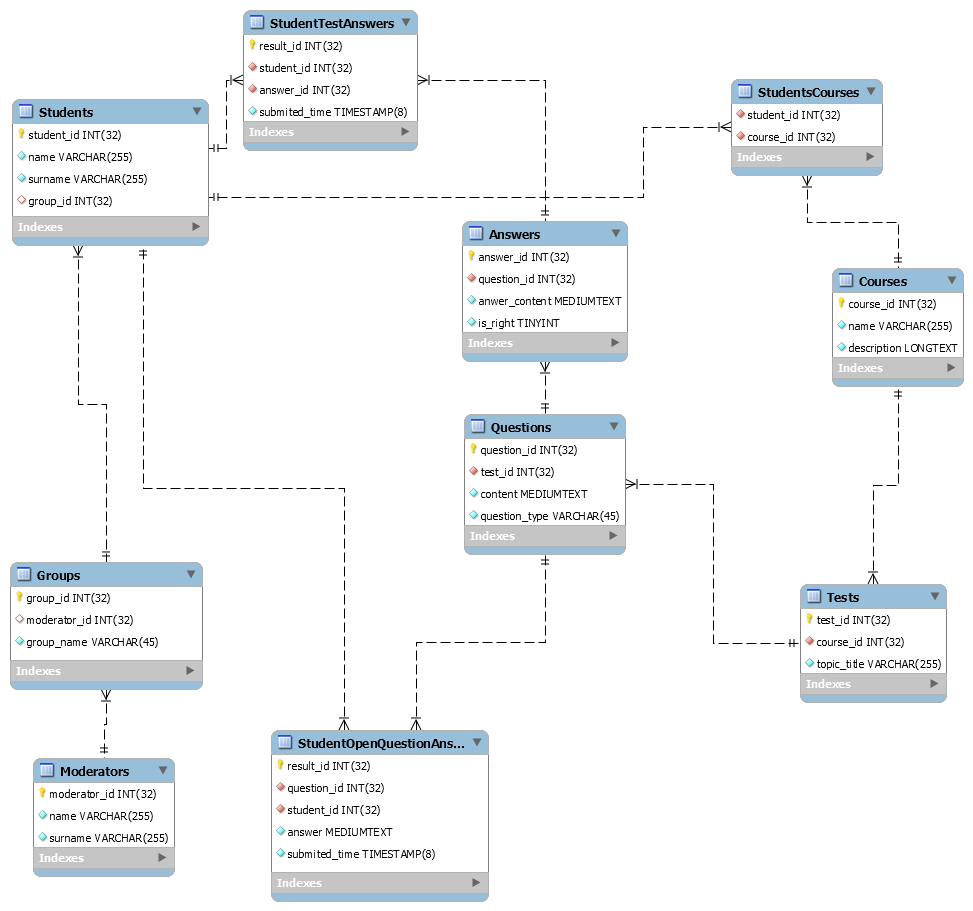 StudentTestAnswers
result_id INT(32)
student_id INT(32)
answer_id INT(32)
submited_time TIMESTAMP(8)
Indexes
Students
student_id INT(32)
name VARCHAR(255)
surname VARCHAR(255)
group_id INT(32)
Indexes
StudentsCourses
student_id INT(32)
course_id INT(32)
Indexes
Answers
answer_id INT(32)
question_id INT(32)
anwer_content MEDIUMTEXT
is_right TINYINT
Indexes
Courses
course_id INT(32)
name VARCHAR(255)
description LONGTEXT
Indexes
Questions
question_id INT(32)
test_id INT(32)
content MEDIUMTEXT
question_type VARCHAR(45)
Indexes
Groups
group_id INT(32)
moderator_id INT(32)
group_name VARCHAR(45)
Indexes
Tests
test_id INT(32)
course_id INT(32)
topic_title VARCHAR(255)
Indexes
StudentOpenQuestionAns...
result_id INT(32)
question_id INT(32)
student_id INT(32)
answer MEDIUMTEXT
submited_time TIMESTAMP(8)
Indexes
Moderators
moderator_id INT(32)
name VARCHAR(255)
surname VARCHAR(255)
Indexes